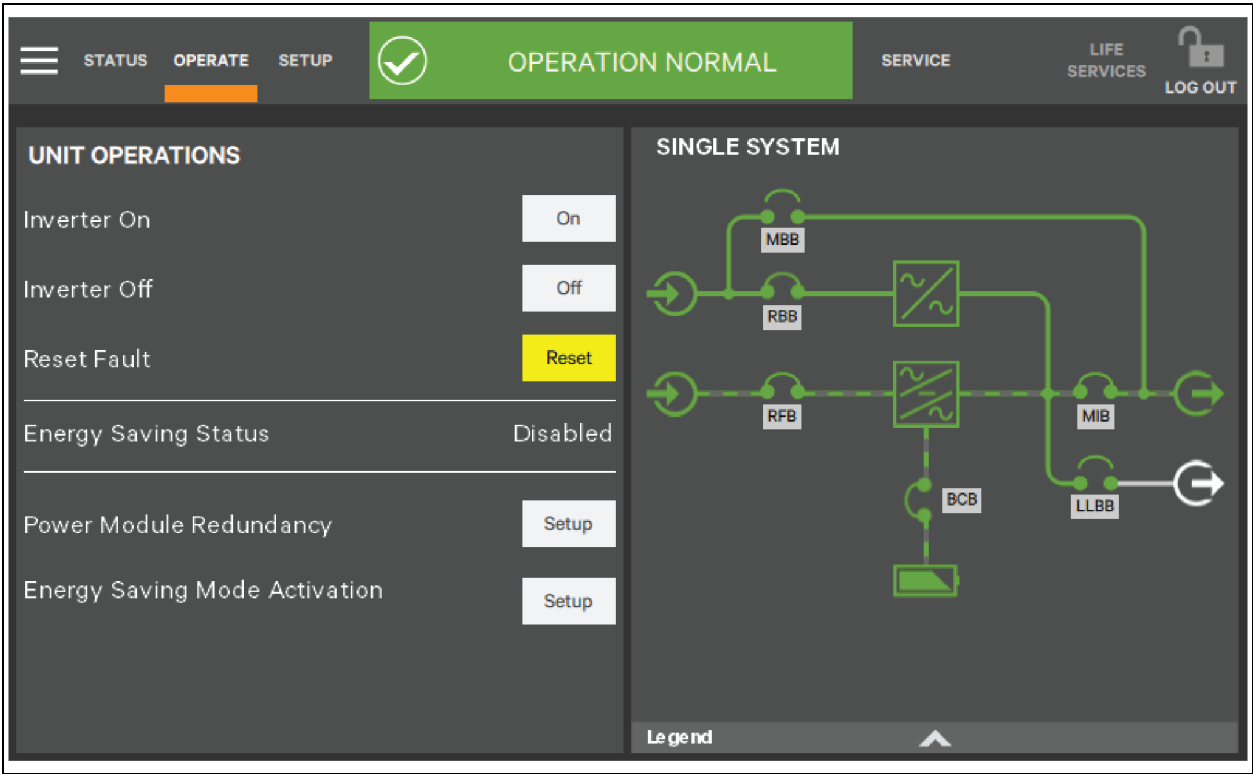 STATUS OPERATE SETUP OPERATION NORMAL SERVICE LIFE
SERVICES
LOG OUT
UNIT OPERATIONS
Inverter On On
Inverter Off Off
Reset Fault Reset
Energy Saving Status Disabled
Power Module Redundancy Setup
Energy Saving Mode Activation Setup
SINGLE SYSTEM
MBB
RBB
RFB
MIB
BCB
LLBB
Legend